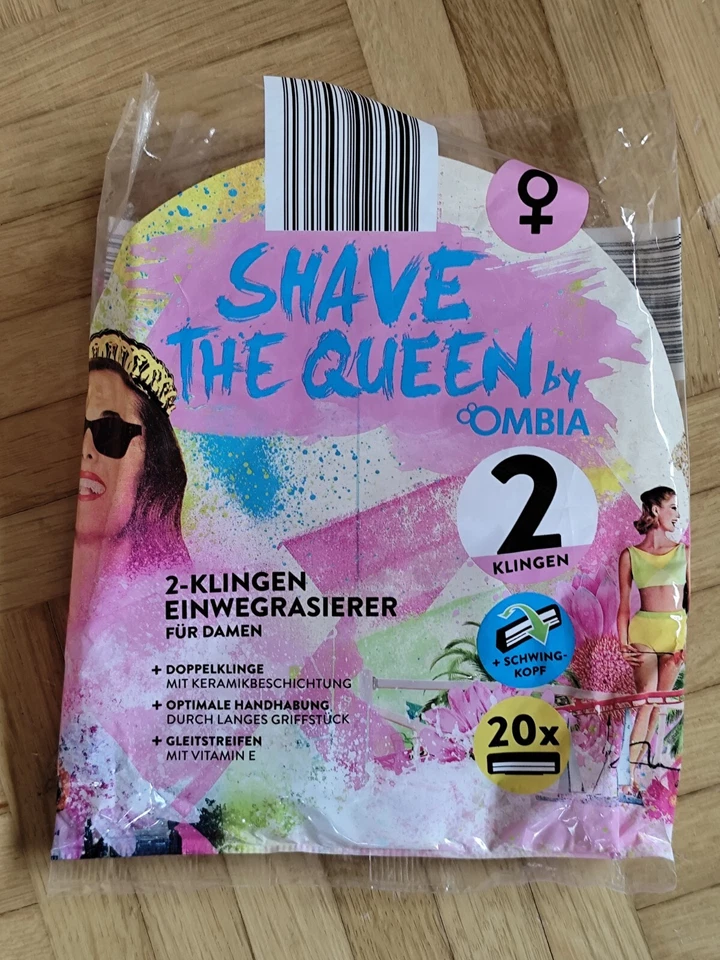 SHAVE
THE QUEEN by
OMBIA
2
KLINGEN
2-KLINGEN
EINWEGRASIERER
FÜR DAMEN
+ DOPPELKLINGE
MIT KERAMIKBESCHICHTUNG
+ OPTIMALE HANDHABUNG
DURCH LANGES GRIFFSTÜCK
+ GLEITSTREIFEN
MIT VITAMIN E
+ SCHWING-
KOPF
20x